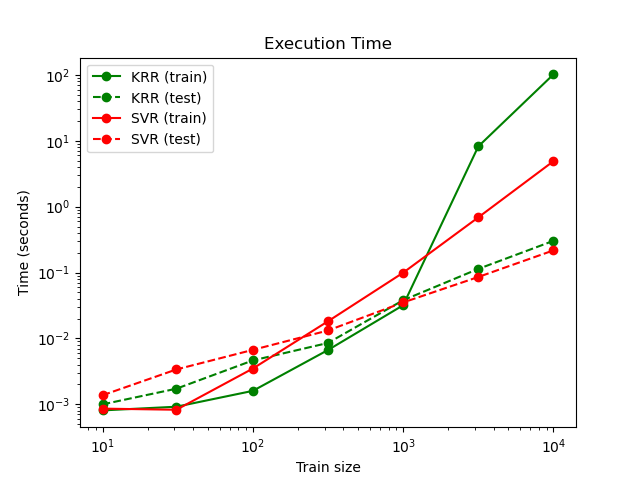 Execution Time
KRR (train)
KRR (test)
SVR (train)
SVR (test)
10²
10¹
10⁰
10⁻¹
10⁻²
10⁻³
Time (seconds)
10¹ 10² 10³ 10⁴
Train size